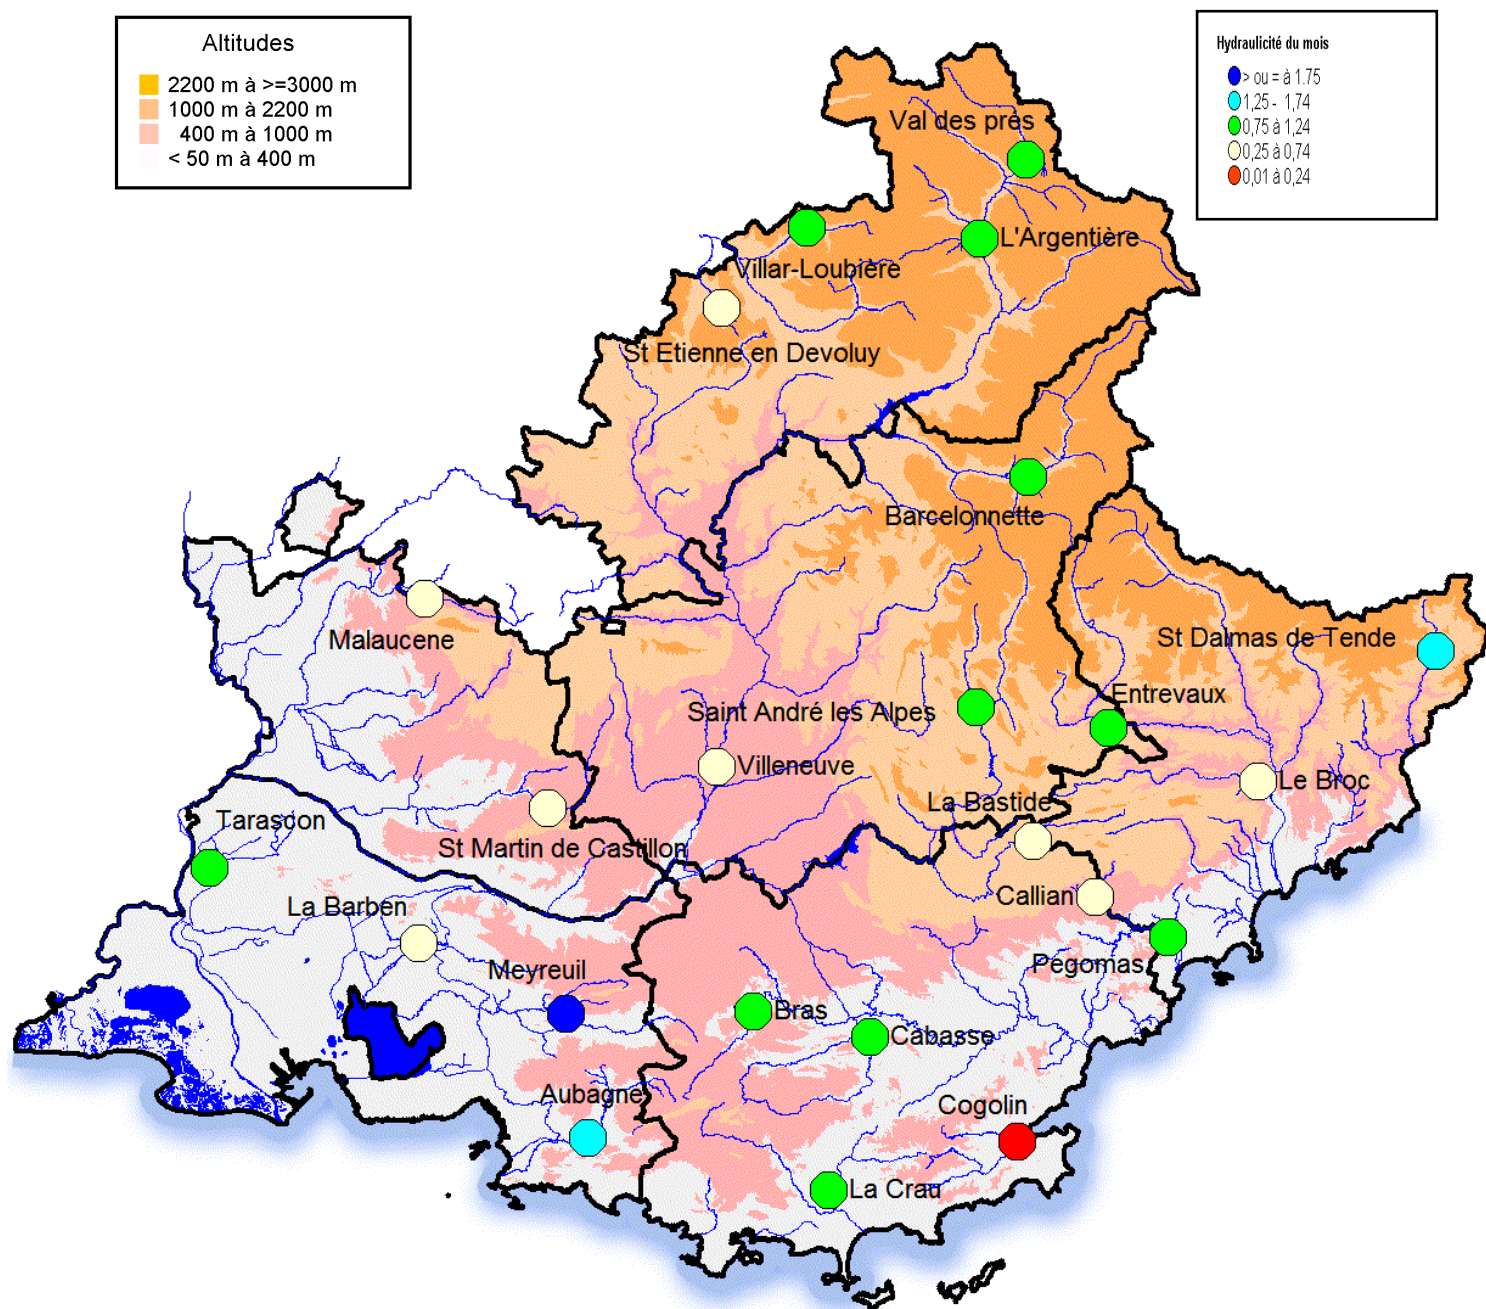 Altitudes
2200 m à >=3000 m
1000 m à 2200 m
400 m à 1000 m
< 50 m à 400 m
Hydraulicité du mois
> ou = à 1.75
1,25 - 1,74
0,75 à 1,24
0,25 à 0,74
0,01 à 0,24
Val des prés
L'Argentière
Villar-Loubière
St Etienne en Devoluy
Barcelonnette
Malaucene
St Dalmas de Tende
Entrevaux
Saint André les Alpes
Villeneuve
Le Broc
La Bastide
Tarascon
St Martin de Castillon
Callian
La Barben
Pegomas
Meyreuil
Bras
Cabasse
Aubagne
Cogolin
La Crau